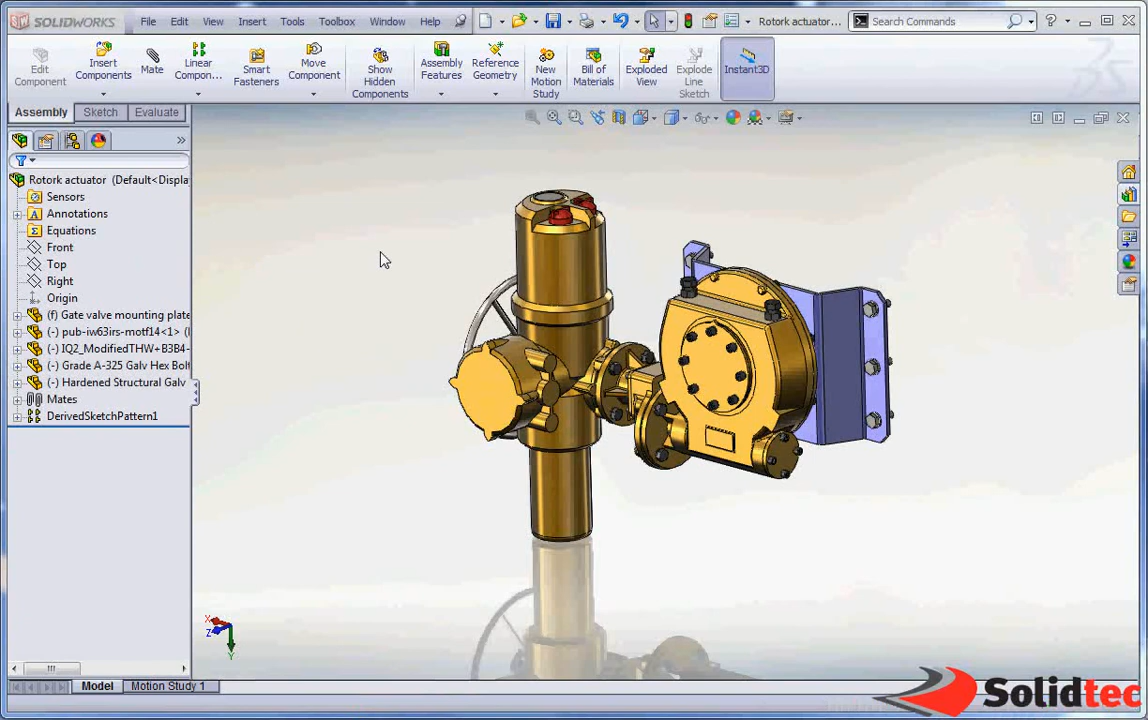 SOLIDWORKS
File Edit View Insert Tools Toolbox Window Help
Rotork actuator...
Search Commands
Edit Component
Insert Components
Mate
Linear Compon...
Smart Fasteners
Move Component
Show Hidden Components
Assembly Features
Reference Geometry
New Motion Study
Bill of Materials
Exploded View
Explode Line Sketch
Instant3D
Assembly Sketch Evaluate
Rotork actuator (Default<Displa
Sensors
Annotations
Equations
Front
Top
Right
Origin
(f) Gate valve mounting plate
(-) pub-iw63irs-motf14<1> (
(-) IQ2_ModifiedTHW+B3B4-
(-) Grade A-325 Galv Hex Bolt
(-) Hardened Structural Galv
Mates
DerivedSketchPattern1
X
Z
Y
Model Motion Study 1
Solidtec